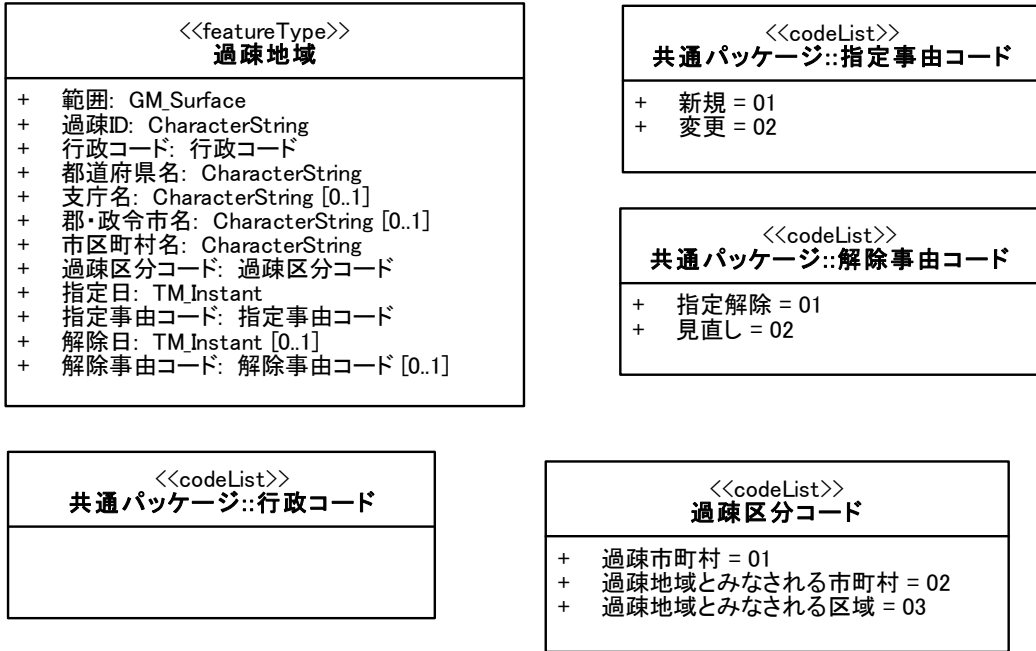 <<featureType>>
過疎地域
+ 範囲: GM_Surface
+ 過疎ID: CharacterString
+ 行政コード: 行政コード
+ 都道府県名: CharacterString
+ 支庁名: CharacterString [0..1]
+ 郡・政令市名: CharacterString [0..1]
+ 市区町村名: CharacterString
+ 過疎区分コード: 過疎区分コード
+ 指定日: TM_Instant
+ 指定事由コード: 指定事由コード
+ 解除日: TM_Instant [0..1]
+ 解除事由コード: 解除事由コード [0..1]
<<codeList>>
共通パッケージ::指定事由コード
+ 新規 = 01
+ 変更 = 02
<<codeList>>
共通パッケージ::解除事由コード
+ 指定解除 = 01
+ 見直し = 02
<<codeList>>
共通パッケージ::行政コード
<<codeList>>
過疎区分コード
+ 過疎市町村 = 01
+ 過疎地域とみなされる市町村 = 02
+ 過疎地域とみなされる区域 = 03